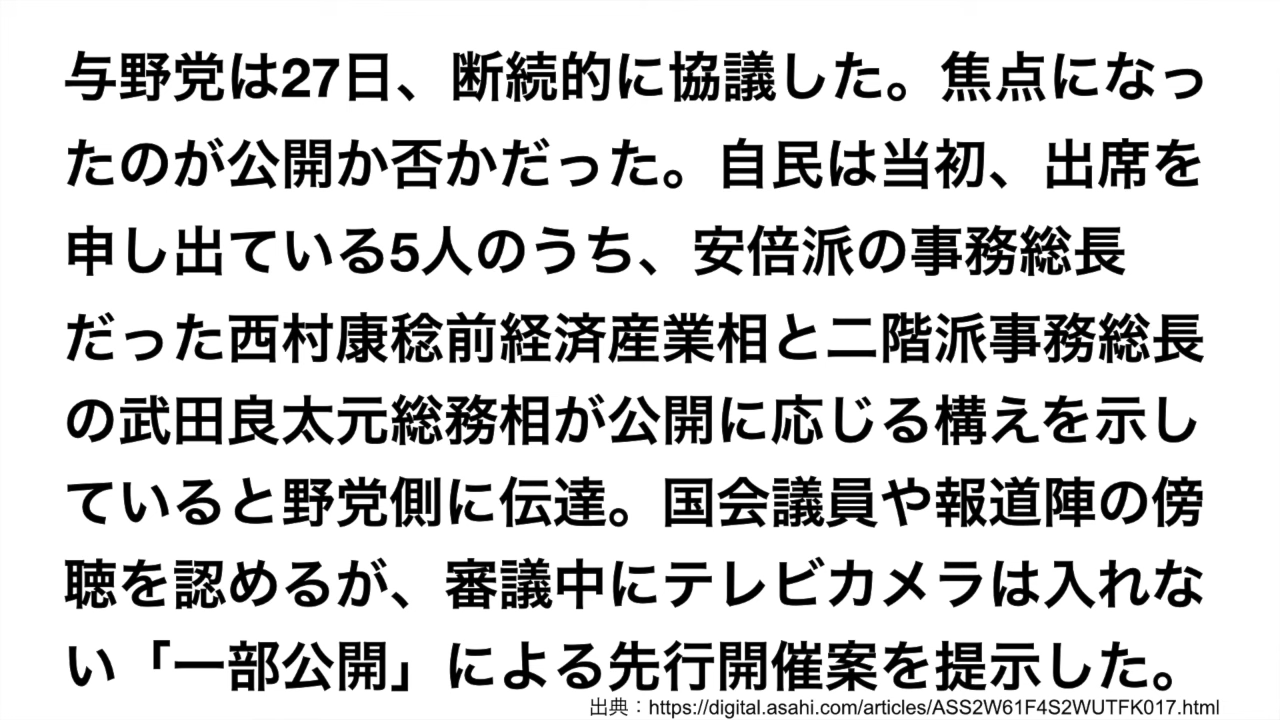 与野党は27日、断続的に協議した。焦点になっ
たのが公開か否かだった。自民は当初、出席を
申し出ている5人のうち、安倍派の事務総長
だった西村康稔前経済産業相と二階派事務総長
の武田良太元総務相が公開に応じる構えを示し
ていると野党側に伝達。国会議員や報道陣の傍
聴を認めるが、審議中にテレビカメラは入れな
い「一部公開」による先行開催案を提示した。
出典：https://digital.asahi.com/articles/ASS2W61F4S2WUTFK017.html